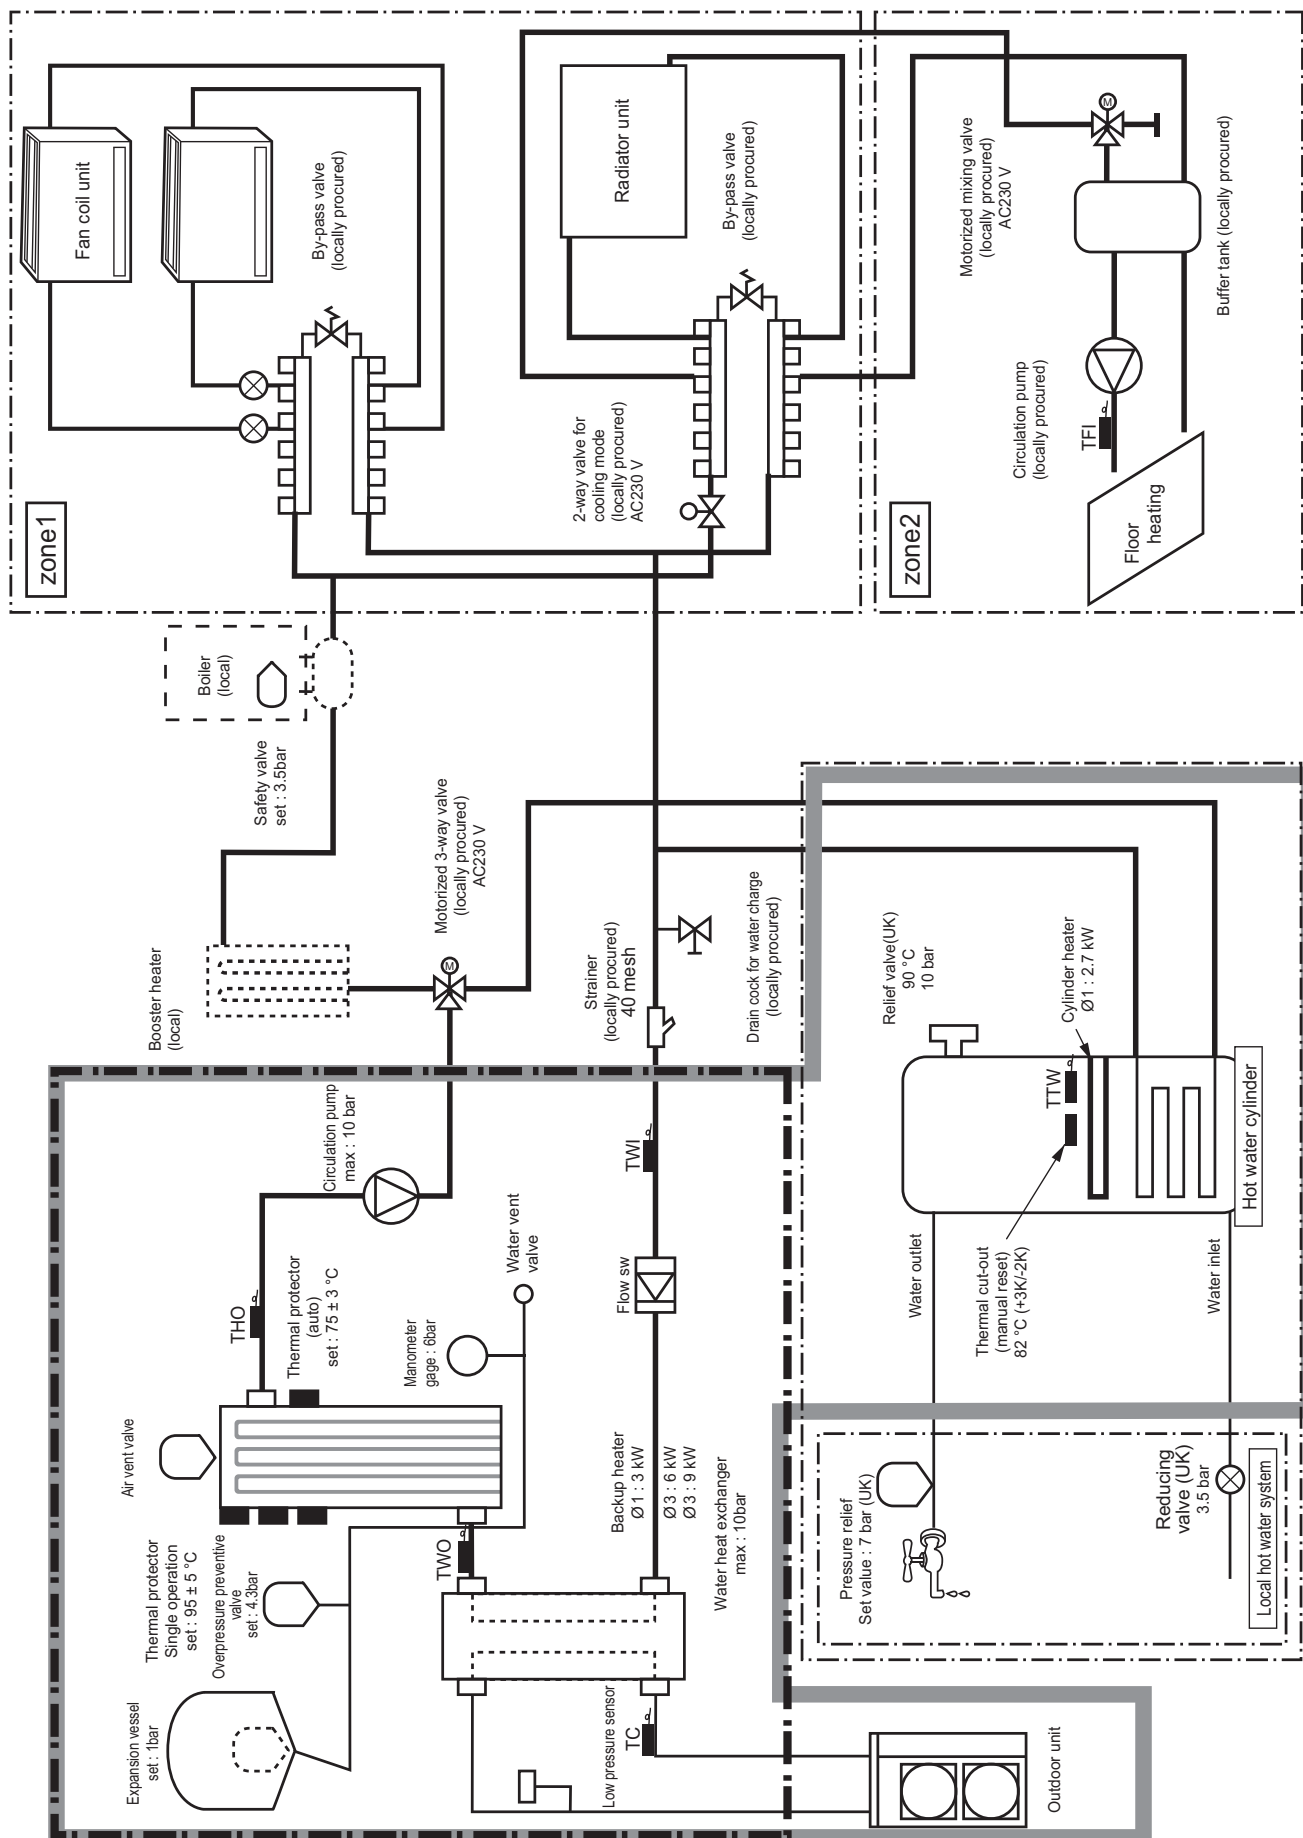 Expansion vessel
set : 1bar
Thermal protector
Single operation
set : 95 ± 5 °C
Overpressure preventive
valve
set : 4.3bar
Air vent valve
THO
Thermal protector
(auto)
set : 75 ± 3 °C
Circulation pump
max : 10 bar
Manometer
gage : 6bar
Water vent
valve
TWO
Backup heater
Ø1 : 3 kW
Ø3 : 6 kW
Ø3 : 9 kW
Water heat exchanger
max : 10bar
Low pressure sensor
TC
Flow sw
TWI
Outdoor unit
Booster heater
(local)
Safety valve
set : 3.5bar
Boiler
(local)
Motorized 3-way valve
(locally procured)
AC230 V
M
Strainer
(locally procured)
40 mesh
Drain cock for water charge
(locally procured)
zone1
Fan coil unit
By-pass valve
(locally procured)
2-way valve for
cooling mode
(locally procured)
AC230 V
Radiator unit
By-pass valve
(locally procured)
zone2
Motorized mixing valve
(locally procured)
AC230 V
M
Circulation pump
(locally procured)
TFI
Floor
heating
Buffer tank (locally procured)
Relief valve(UK)
90 °C
10 bar
Cylinder heater
Ø1 : 2.7 kW
TTW
Hot water cylinder
Water outlet
Thermal cut-out
(manual reset)
82 °C (+3K/-2K)
Water inlet
Pressure relief
Set value : 7 bar (UK)
Reducing
valve (UK)
3.5 bar
Local hot water system